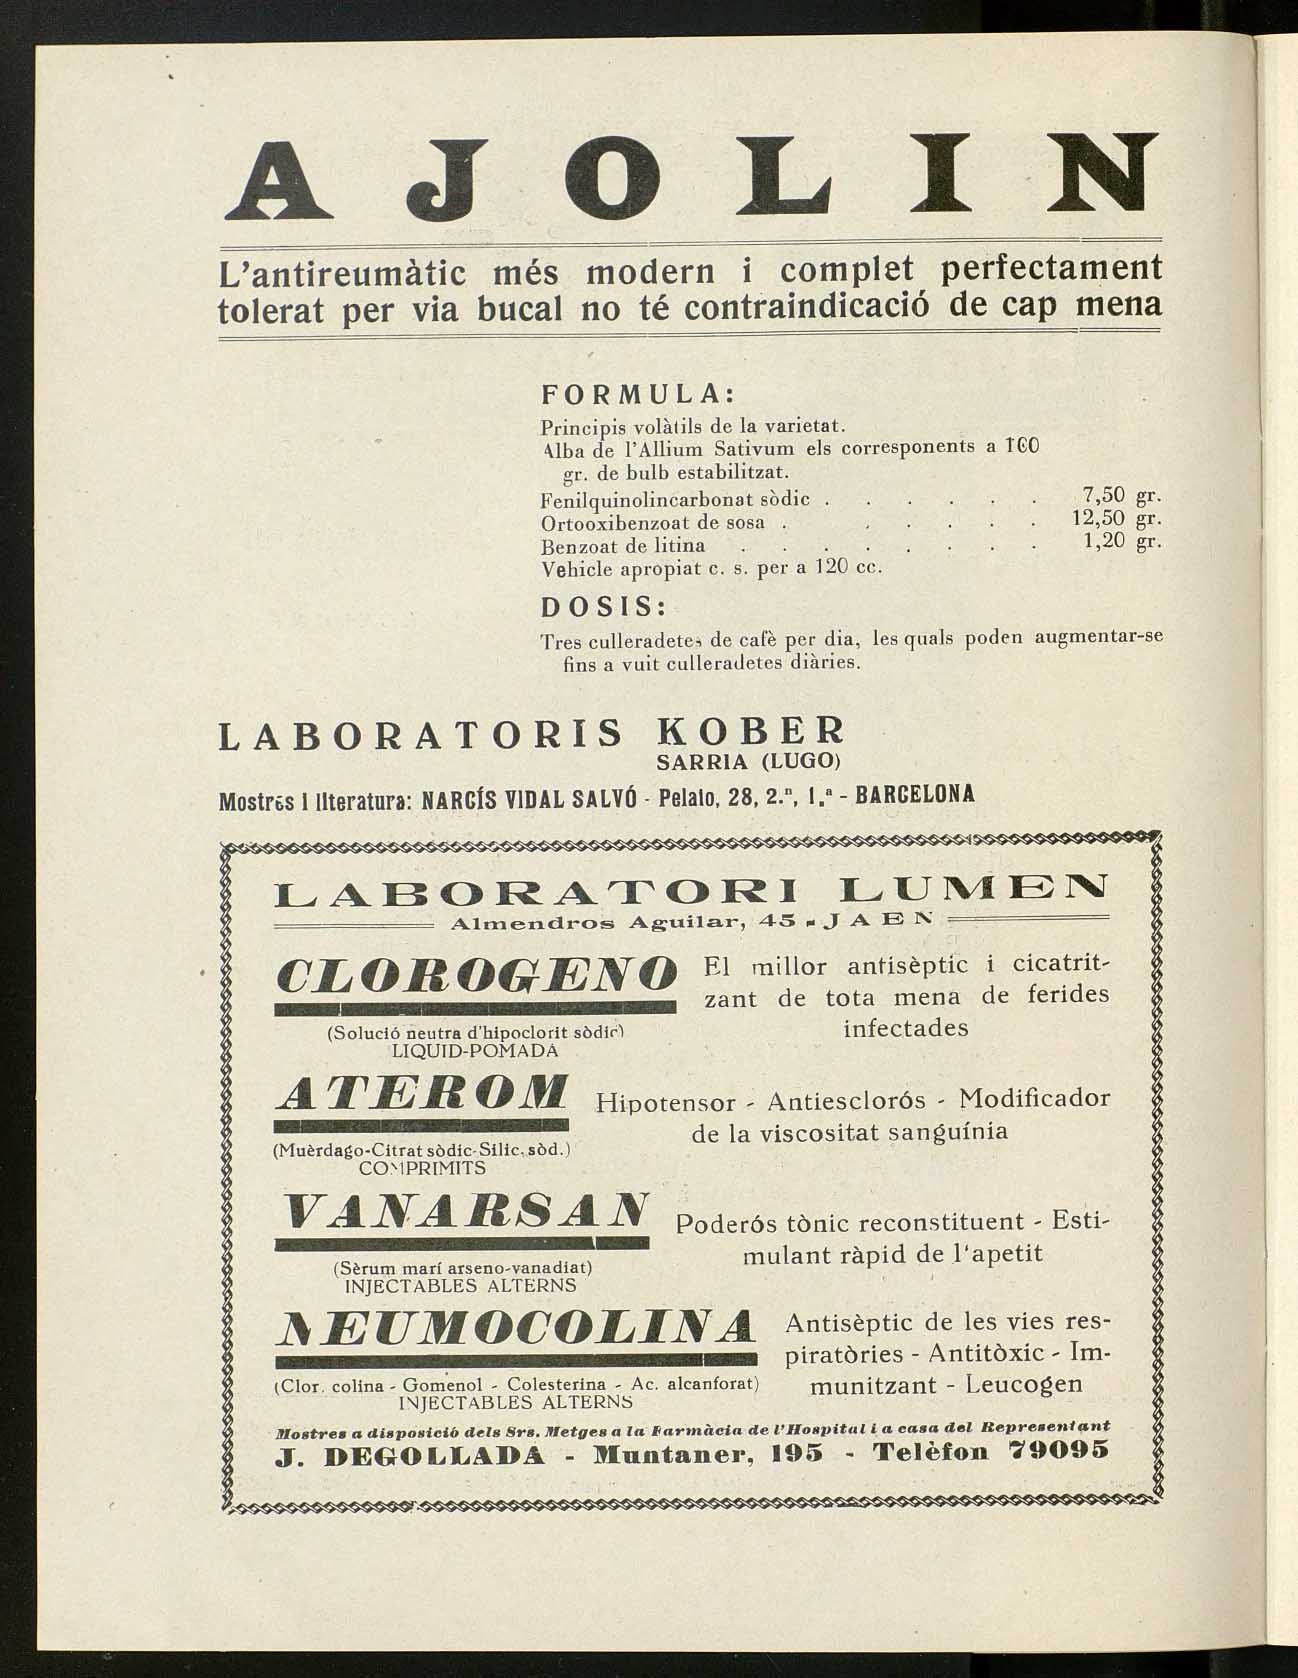 AJOLIN
L'antireumàtic més modern i complet perfectament
tolerat per via bucal no té contraindicació de cap mena
FORMULA:
Principis volàtils de la varietat.
Alba de l'Allium Sativum els corresponents a 100
gr. de bulb estabilitzat.
Fenilquinolincarbonat sòdic . . . . . . 7,50 gr.
Ortooxibenzoat de sosa . . . . . . 12,50 gr.
Benzoat de litina . . . . . . . . 1,20 gr.
Vehicle apropiat c. s. per a 120 cc.
DOSIS:
Tres culleradetes de cafè per dia, les quals poden augmentar-se
fins a vuit culleradetes diàries.
LABORATORIS KOBER
SARRIA (LUGO)
Mostres i literatura: NARCÍS VIDAL SALVÓ - Pelaio, 28, 2.n, 1.ª - BARCELONA
LABORATORI LUMEN
Almendros Aguilar, 45 - JAEN
CLOROGENO
El millor antisèptic i cicatrit-
zant de tota mena de ferides
infectades
(Solució neutra d'hipoclorit sòdic)
LIQUID-POMADA
ATEROM
Hipotensor - Antiesclorós - Modificador
de la viscositat sanguínia
(Muèrdago-Citrat sòdic-Silic. sòd.)
COMPRIMITS
VANARSAN
Poderós tònic reconstituent - Esti-
mulant ràpid de l'apetit
(Sèrum marí arseno-vanadiat)
INJECTABLES ALTERNS
NEUMOCOLINA
Antisèptic de les vies res-
piratòries - Antitòxic - Im-
munitzant - Leucogen
(Clor. colina - Gomenol - Colesterina - Ac. alcanforat)
INJECTABLES ALTERNS
Mostres a disposició dels Srs. Metges a la Farmàcia de l'Hospital i a casa del Representant
J. DEGOLLADA - Muntaner, 195 - Telèfon 79095